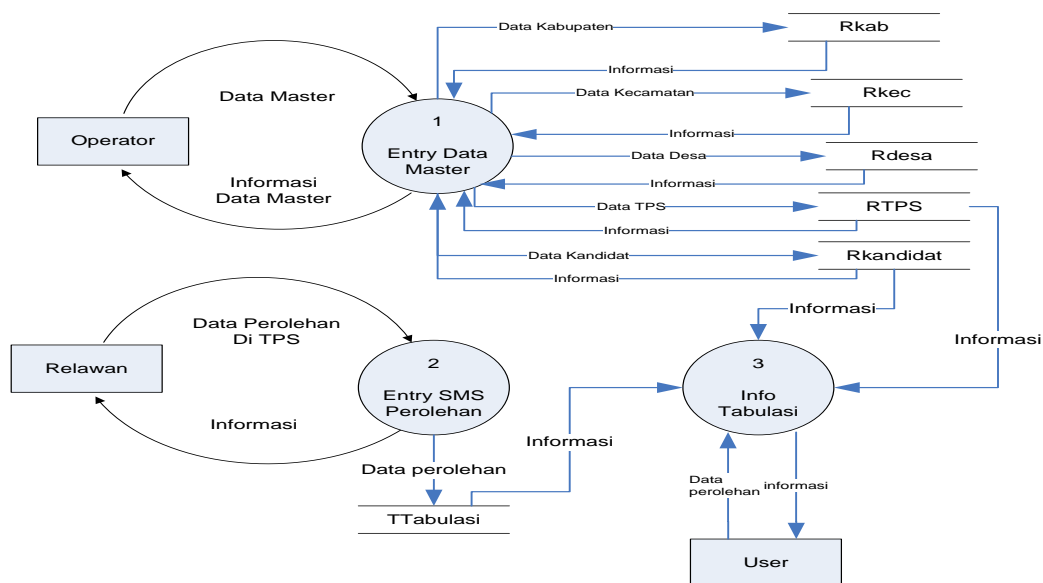 Data Kabupaten
Rkab
Informasi
Data Master
Data Kecamatan
Rkec
1
Entry Data
Master
Informasi
Operator
Data Desa
Rdesa
Informasi
Informasi
Data Master
Data TPS
RTPS
Informasi
Data Kandidat
Rkandidat
Informasi
Informasi
Informasi
Data Perolehan
Di TPS
Relawan
2
Entry SMS
Perolehan
3
Info
Tabulasi
Informasi
Informasi
Data perolehan
Data
perolehan
informasi
TTabulasi
User